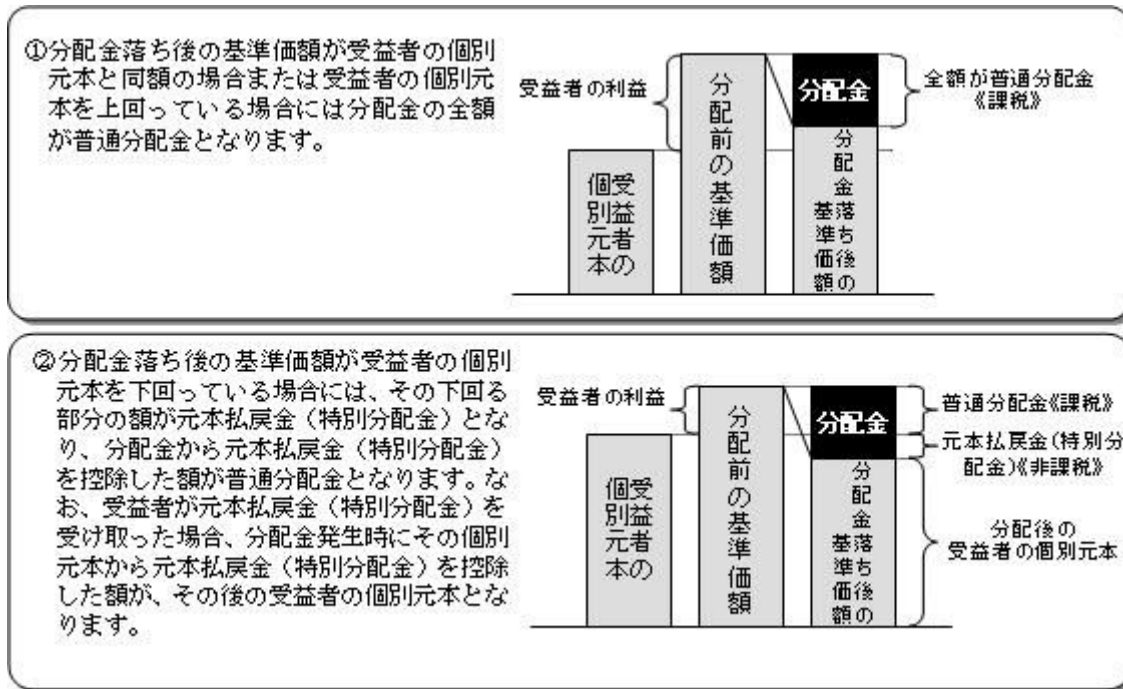 ①分配金落ち後の基準価額が受益者の個別
元本と同額の場合または受益者の個別元
本を上回っている場合には分配金の全額
が普通分配金となります。
受益者の利益
受益者の
個別元本
分配前の基準価額
分配金
分配金落ち後の
基準価額
全額が普通分配金
《課税》
②分配金落ち後の基準価額が受益者の個別
元本を下回っている場合には、その下回る
部分の額が元本払戻金（特別分配金）とな
り、分配金から元本払戻金（特別分配金）
を控除した額が普通分配金となります。な
お、受益者が元本払戻金（特別分配金）を
受け取った場合、分配金発生時にその個別
元本から元本払戻金（特別分配金）を控除
した額が、その後の受益者の個別元本とな
ります。
受益者の利益
受益者の
個別元本
分配前の基準価額
分配金
分配金落ち後の
基準価額
普通分配金《課税》
元本払戻金（特別分
配金）《非課税》
分配後の
受益者の個別元本